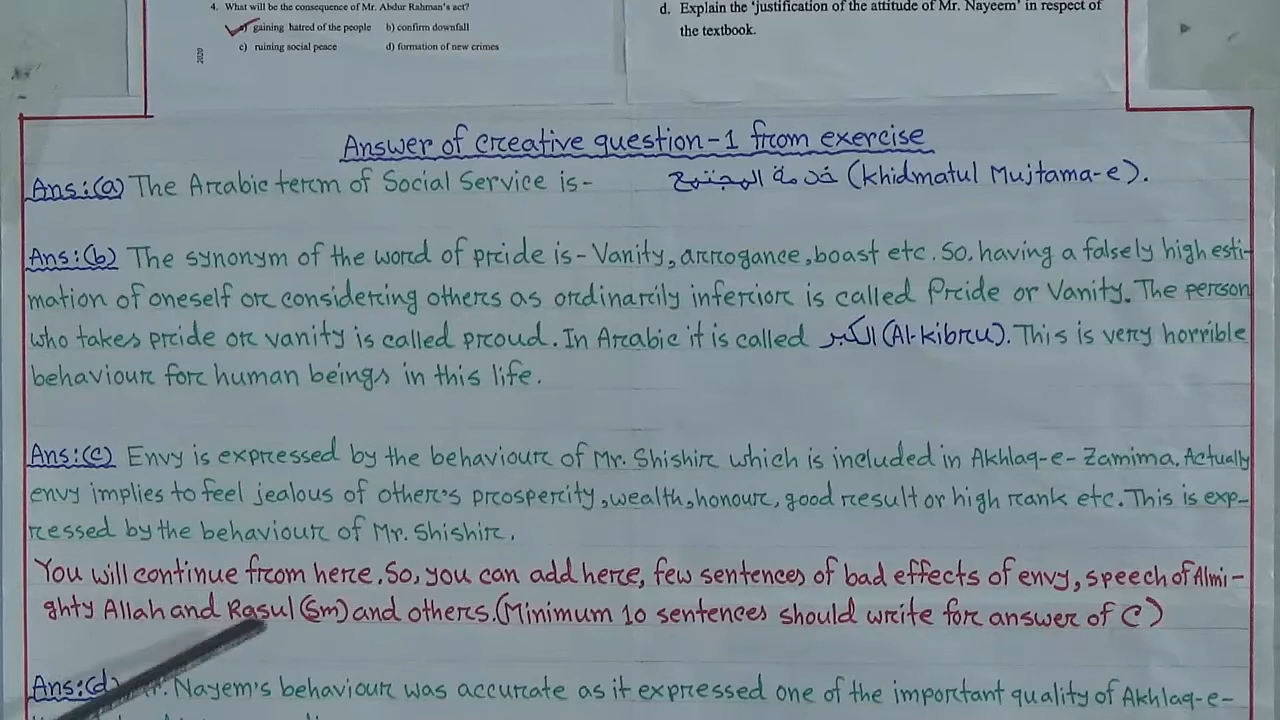 4. What will be the consequence of Mr. Abdur Rahman's act?
a) gaining hatred of the people b) confirm downfall
c) ruining social peace d) formation of new crimes
2020
d. Explain the 'justification of the attitude of Mr. Nayeem' in respect of
the textbook.
Answer of creative question-1 from exercise
Ans:(a) The Arabic term of Social Service is- خدمة المجتمع (Khidmatul Mujtama-e).
Ans:(b) The synonym of the word of pride is- Vanity, arrogance, boast etc. So, having a falsely high esti-
mation of oneself or considering others as ordinarily inferior is called Pride or Vanity. The person
who takes pride or vanity is called proud. In Arabic it is called الكبر (Al-kibru). This is very horrible
behaviour for human beings in this life.
Ans:(c) Envy is expressed by the behaviour of Mr. Shishir which is included in Akhlaq-e-Zamima. Actually
envy implies to feel jealous of other's prosperity, wealth, honour, good result or high rank etc. This is exp-
ressed by the behaviour of Mr. Shishir.
You will continue from here. So, you can add here, few sentences of bad effects of envy, speech of Almi-
ghty Allah and Rasul (Sm) and others. (Minimum 10 sentences should write for answer of C)
Ans:(d) Nayem's behaviour was accurate as it expressed one of the important quality of Akhlaq-e-